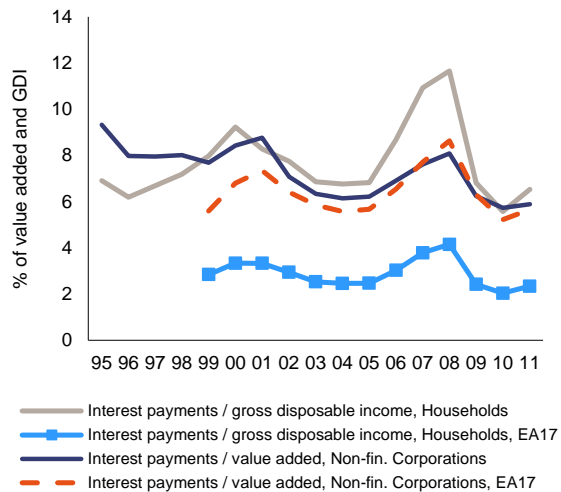 14
12
10
8
6
4
2
0
% of value added and GDI
95 96 97 98 99 00 01 02 03 04 05 06 07 08 09 10 11
Interest payments / gross disposable income, Households
Interest payments / gross disposable income, Households, EA17
Interest payments / value added, Non-fin. Corporations
Interest payments / value added, Non-fin. Corporations, EA17